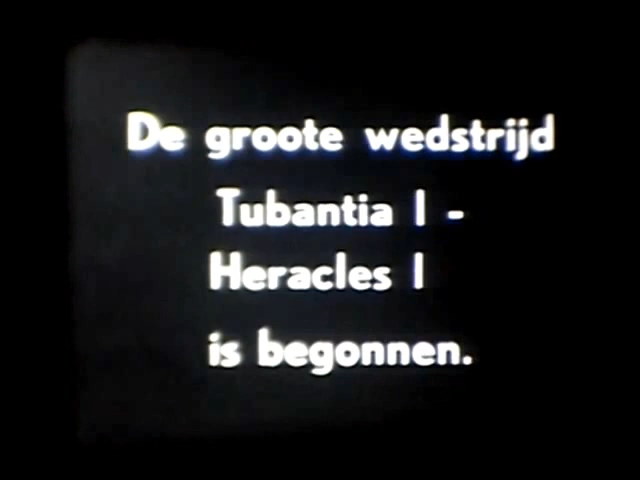 De groote wedstrijd
Tubantia I -
Heracles I
is begonnen.